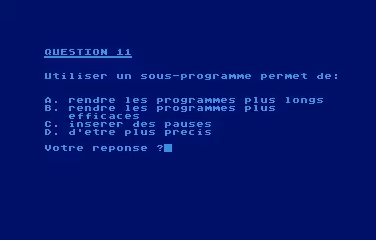 QUESTION 11
Utiliser un sous-programme permet de:
A. rendre les programmes plus longs
B. rendre les programmes plus
efficaces
C. inserer des pauses
D. d'etre plus precis
Votre reponse ?